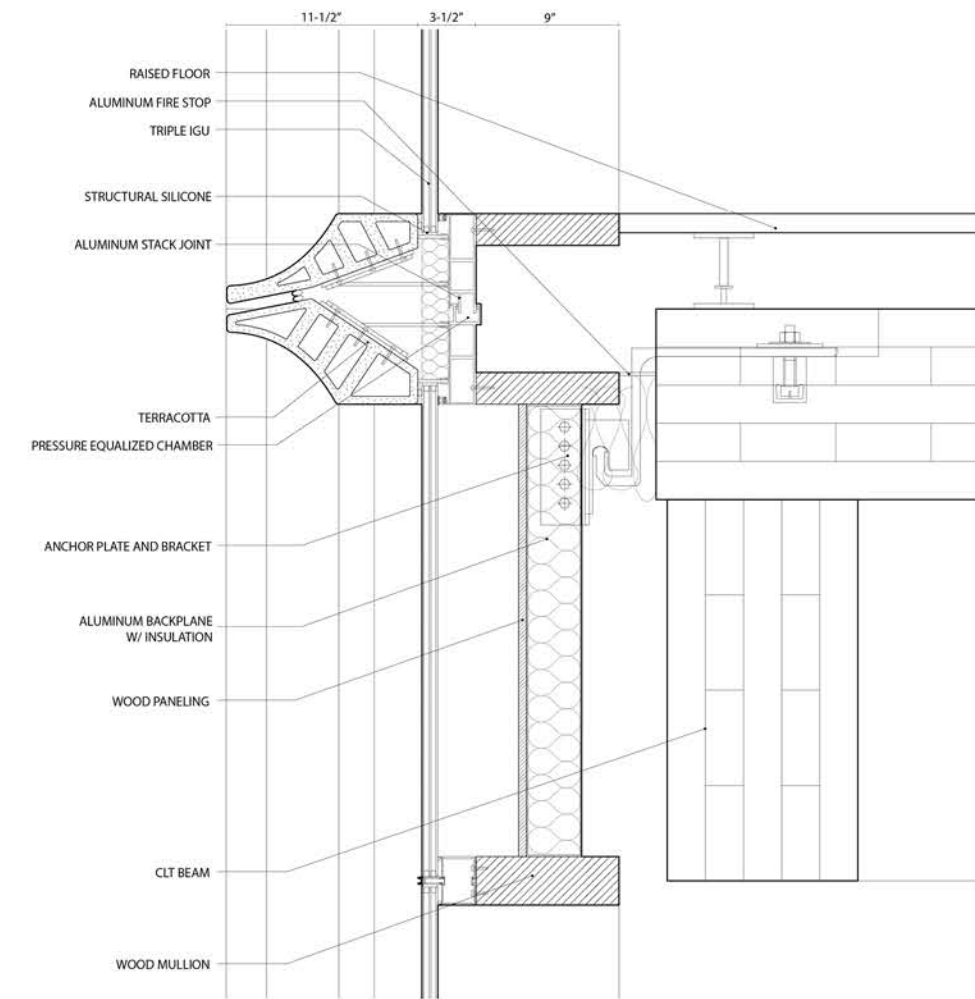 11-1/2"
3-1/2"
9"
RAISED FLOOR
ALUMINUM FIRE STOP
TRIPLE IGU
STRUCTURAL SILICONE
ALUMINUM STACK JOINT
TERRACOTTA
PRESSURE EQUALIZED CHAMBER
ANCHOR PLATE AND BRACKET
ALUMINUM BACKPLANE
W/ INSULATION
WOOD PANELING
CLT BEAM
WOOD MULLION